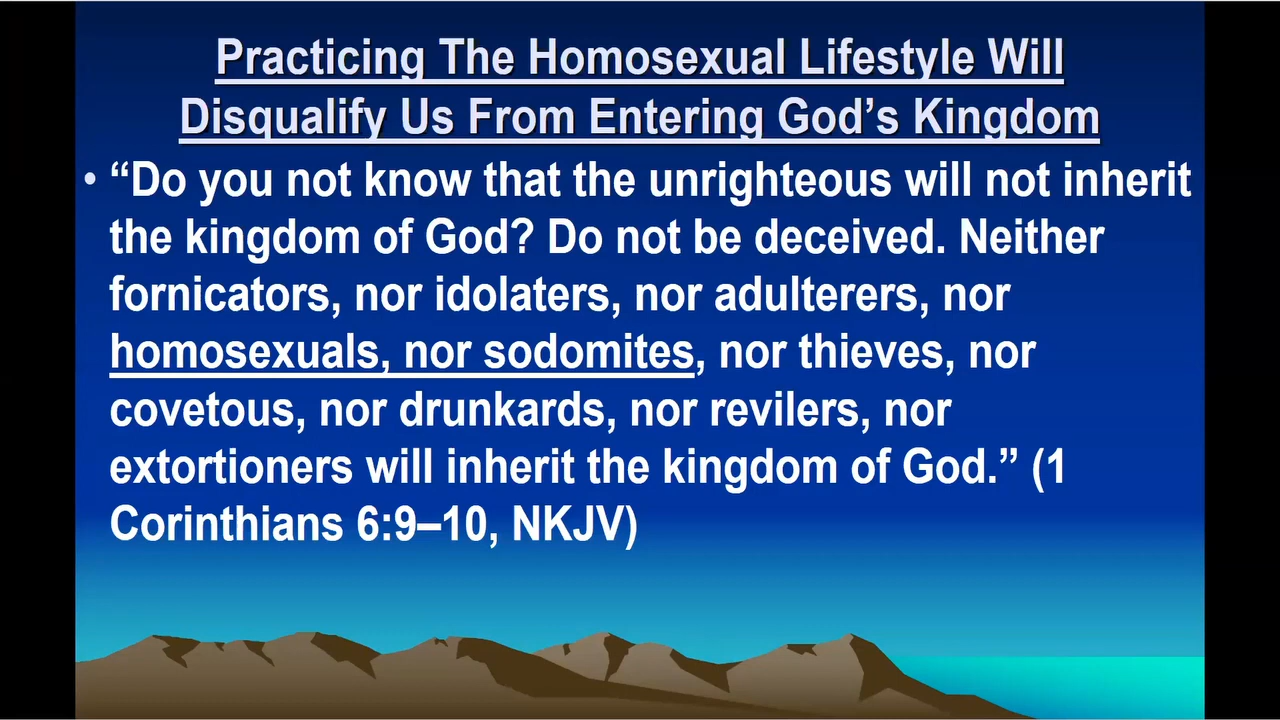 Practicing The Homosexual Lifestyle Will
Disqualify Us From Entering God’s Kingdom
• “Do you not know that the unrighteous will not inherit
the kingdom of God? Do not be deceived. Neither
fornicators, nor idolaters, nor adulterers, nor
homosexuals, nor sodomites, nor thieves, nor
covetous, nor drunkards, nor revilers, nor
extortioners will inherit the kingdom of God.” (1
Corinthians 6:9–10, NKJV)